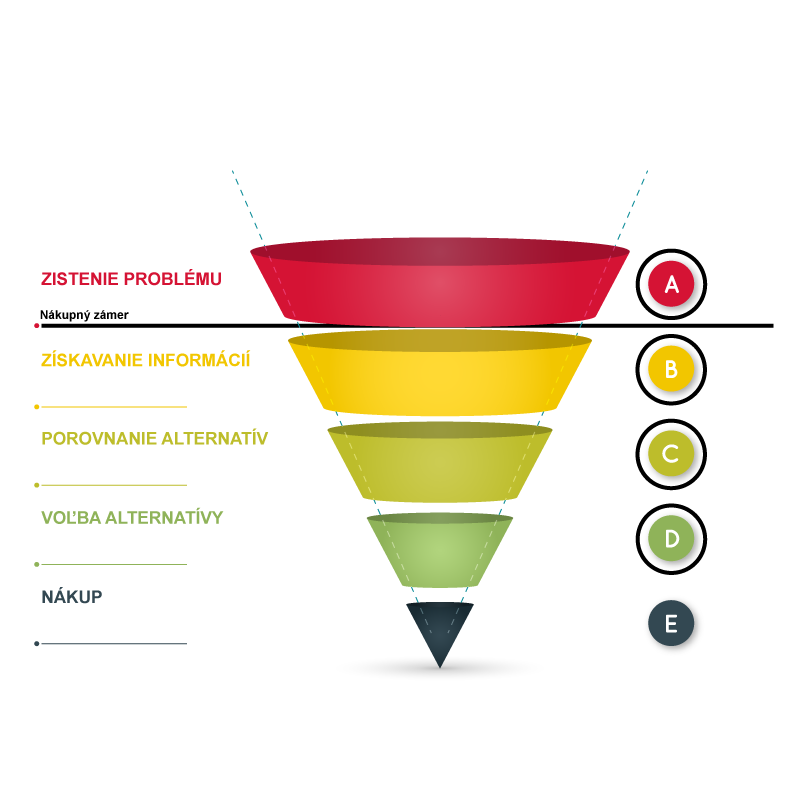 ZISTENIE PROBLÉMU
A
Nákupný zámer
ZÍSKAVANIE INFORMÁCIÍ
B
POROVNANIE ALTERNATÍV
C
VOĽBA ALTERNATÍVY
D
NÁKUP
E